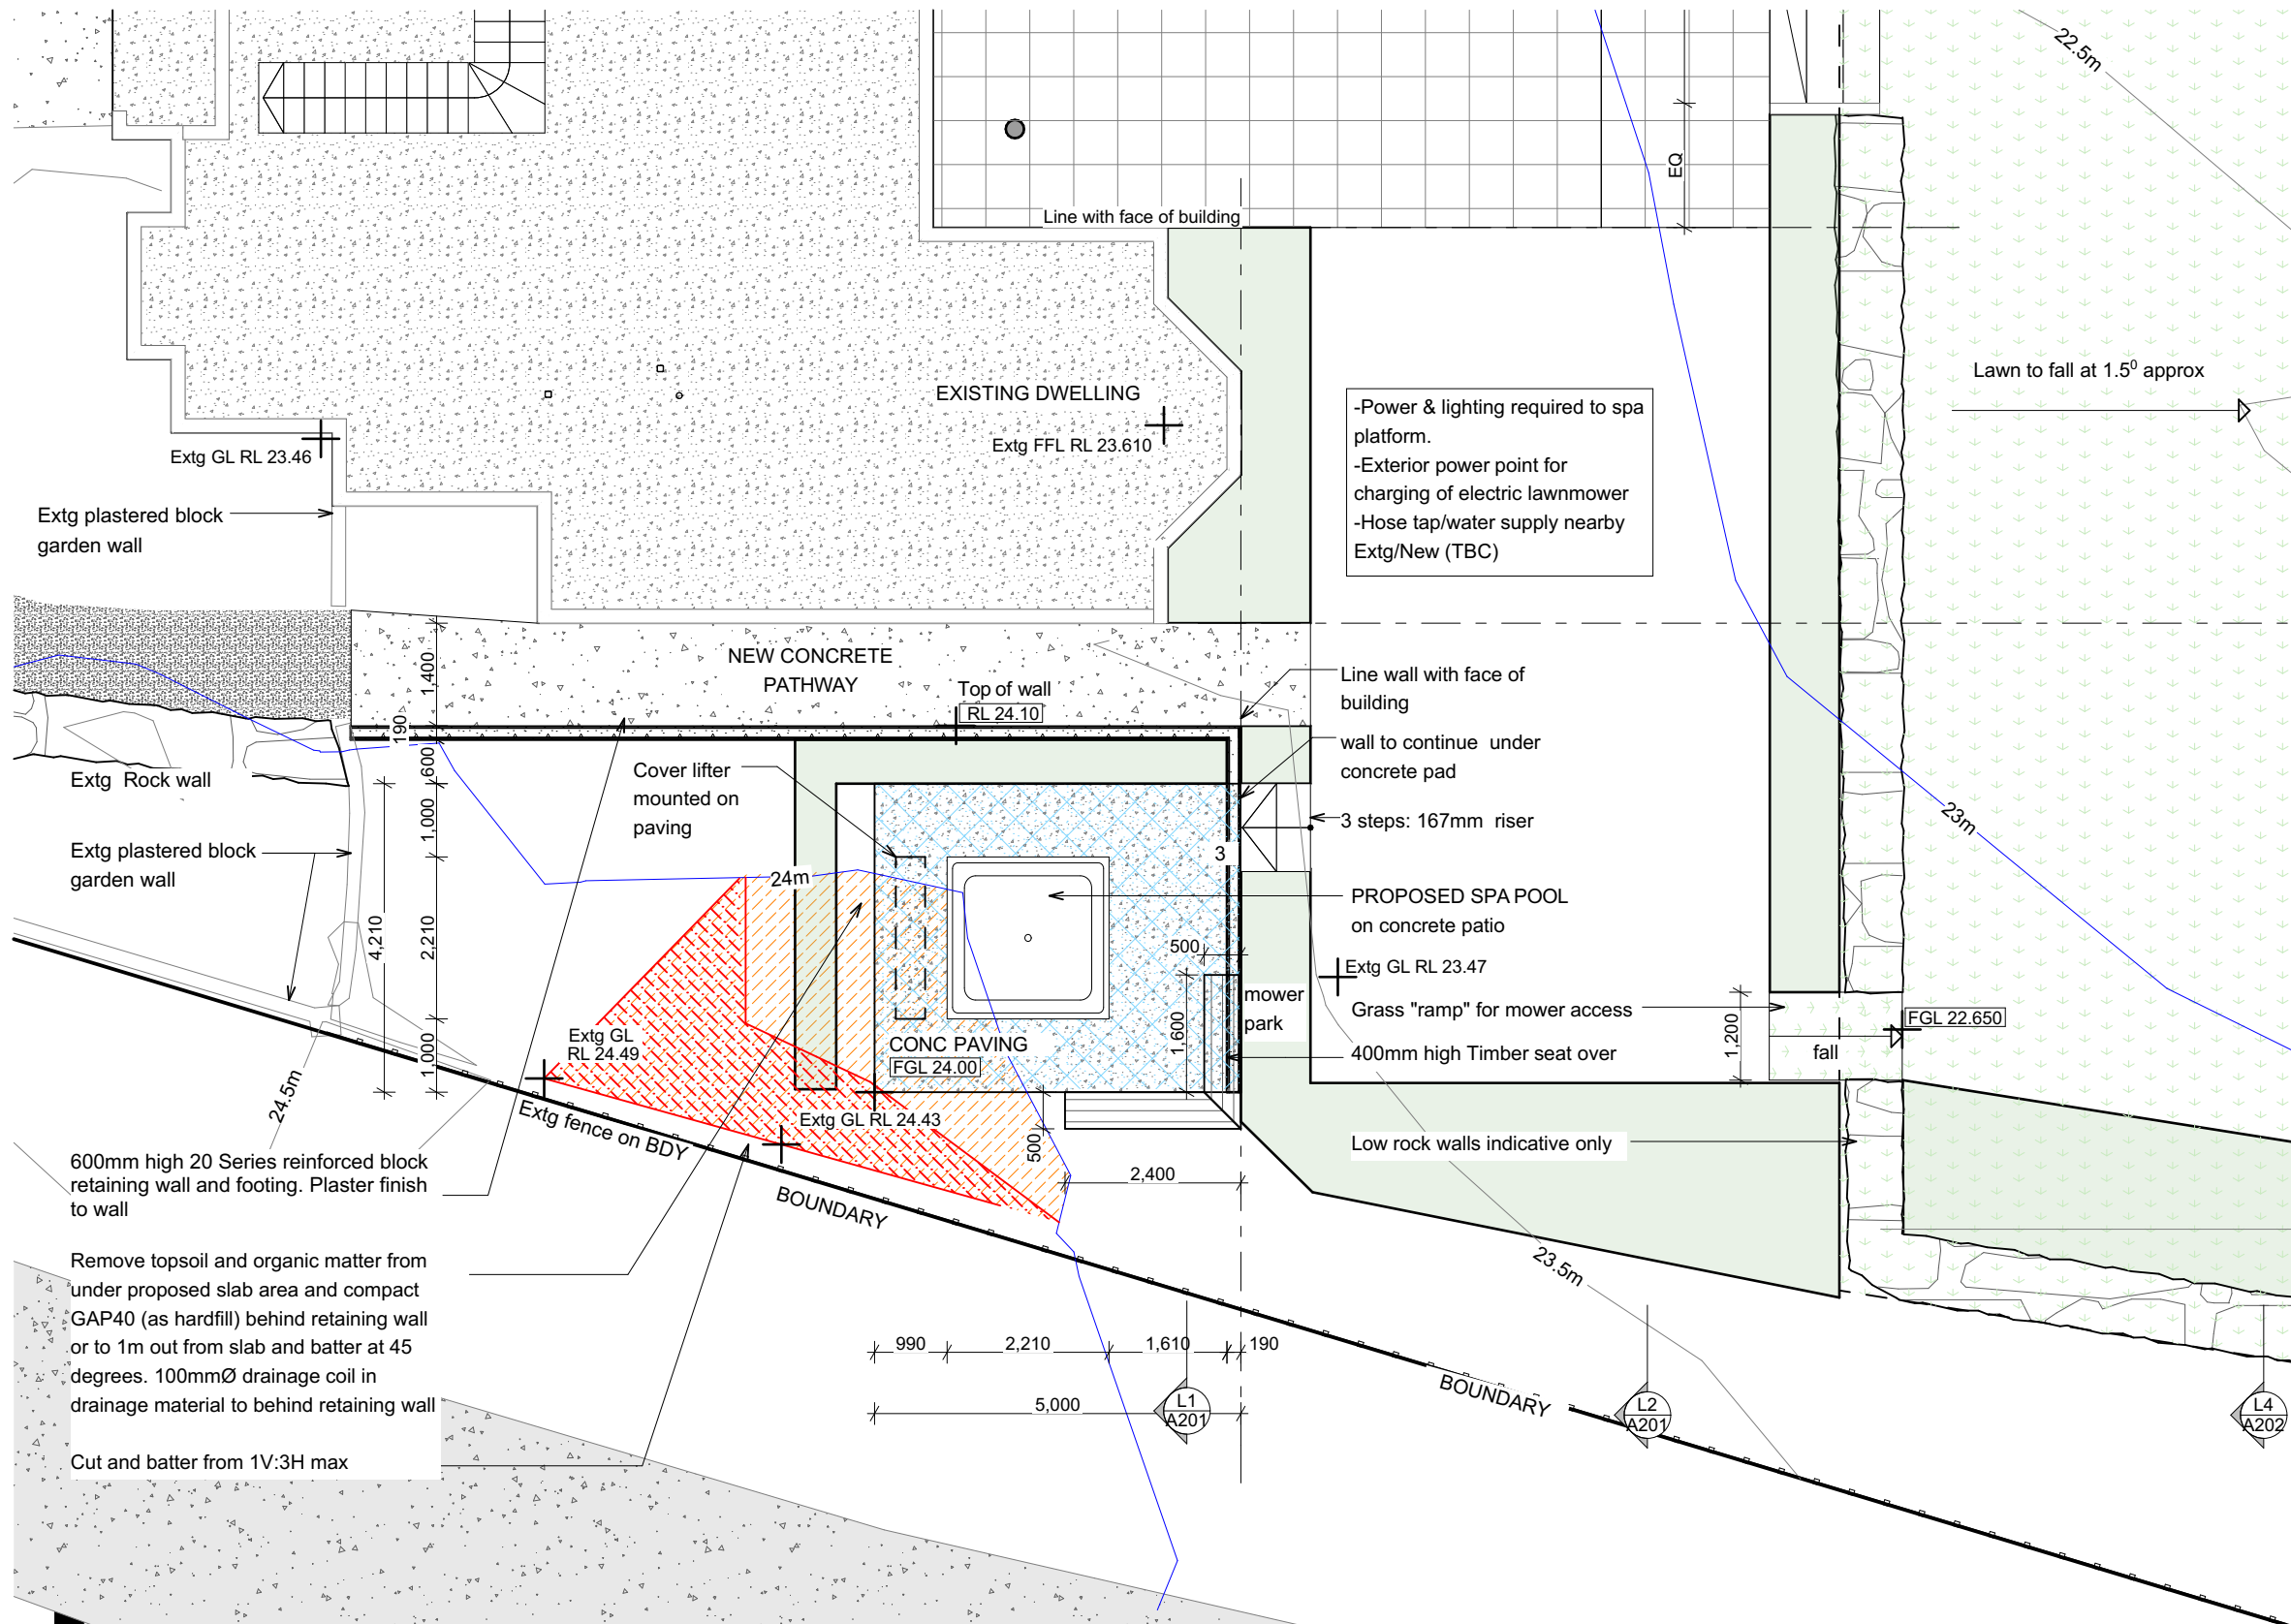 22.5m
EQ
Line with face of building
Lawn to fall at 1.5⁰ approx
EXISTING DWELLING
Extg FFL RL 23.610
-Power & lighting required to spa
platform.
-Exterior power point for
charging of electric lawnmower
-Hose tap/water supply nearby
Extg/New (TBC)
Extg GL RL 23.46
Extg plastered block
garden wall
NEW CONCRETE
PATHWAY
1,400
Top of wall
RL 24.10
Line wall with face of
building
190
600
wall to continue under
concrete pad
Extg Rock wall
Cover lifter
mounted on
paving
1,000
3 steps: 167mm riser
23m
3
Extg plastered block
garden wall
24m
PROPOSED SPA POOL
on concrete patio
4,210
2,210
500
Extg GL RL 23.47
mower
park
Grass "ramp" for mower access
FGL 22.650
1,600
1,200
Extg GL
RL 24.49
CONC PAVING
FGL 24.00
400mm high Timber seat over
fall
1,000
24.5m
Extg fence on BDY
Extg GL RL 24.43
500
Low rock walls indicative only
600mm high 20 Series reinforced block
retaining wall and footing. Plaster finish
to wall
2,400
BOUNDARY
23.5m
Remove topsoil and organic matter from
under proposed slab area and compact
GAP40 (as hardfill) behind retaining wall
or to 1m out from slab and batter at 45
degrees. 100mmØ drainage coil in
drainage material to behind retaining wall
990
2,210
1,610
190
5,000
L1
A201
BOUNDARY
L2
A201
L4
A202
Cut and batter from 1V:3H max